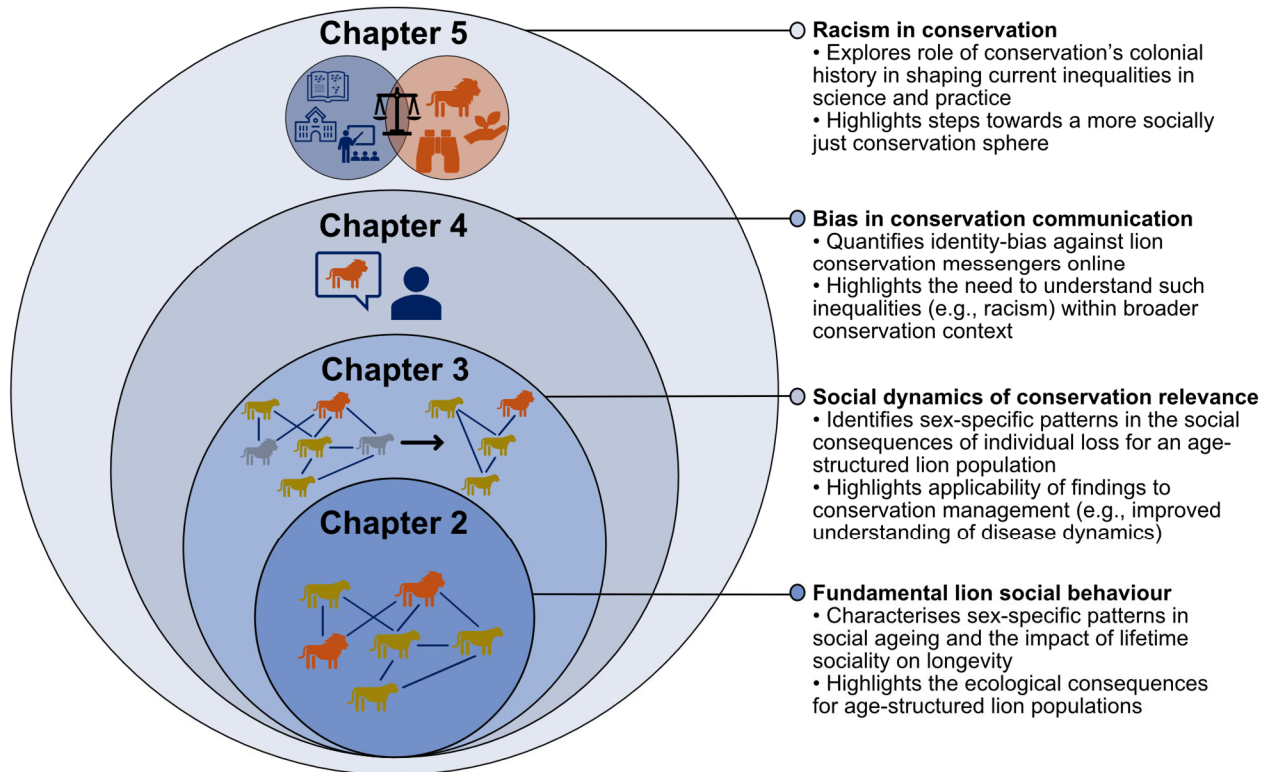 Chapter 5
Racism in conservation
• Explores role of conservation's colonial
history in shaping current inequalities in
science and practice
• Highlights steps towards a more socially
just conservation sphere
Chapter 4
Bias in conservation communication
• Quantifies identity-bias against lion
conservation messengers online
• Highlights the need to understand such
inequalities (e.g., racism) within broader
conservation context
Chapter 3
Social dynamics of conservation relevance
• Identifies sex-specific patterns in the social
consequences of individual loss for an age-
structured lion population
• Highlights applicability of findings to
conservation management (e.g., improved
understanding of disease dynamics)
Chapter 2
Fundamental lion social behaviour
• Characterises sex-specific patterns in
social ageing and the impact of lifetime
sociality on longevity
• Highlights the ecological consequences
for age-structured lion populations